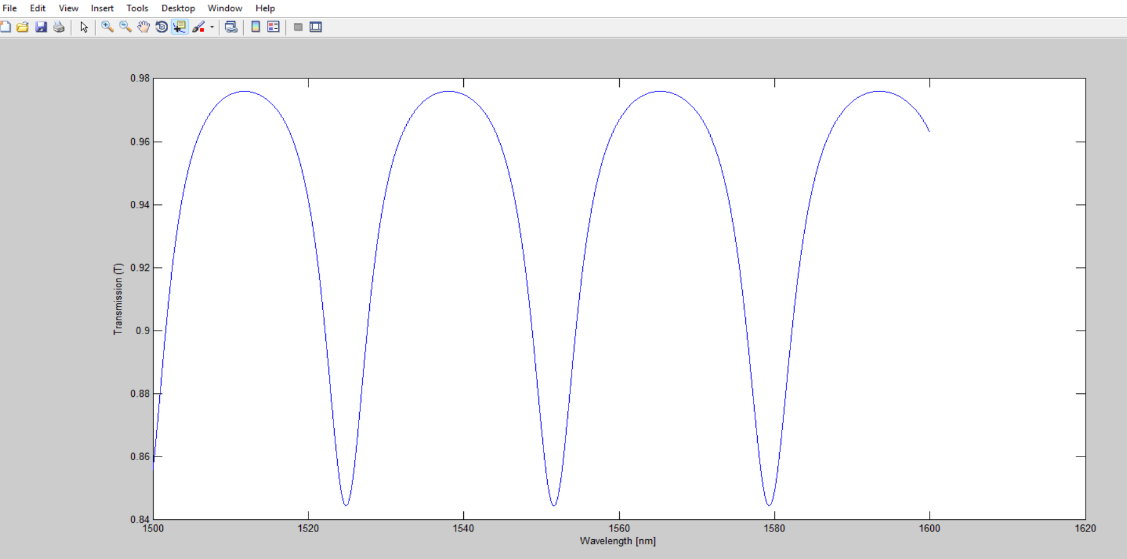 File Edit View Insert Tools Desktop Window Help
0.98
0.96
0.94
0.92
0.9
0.88
0.86
0.84
Transmission (T)
1500 1520 1540 1560 1580 1600 1620
Wavelength [nm]